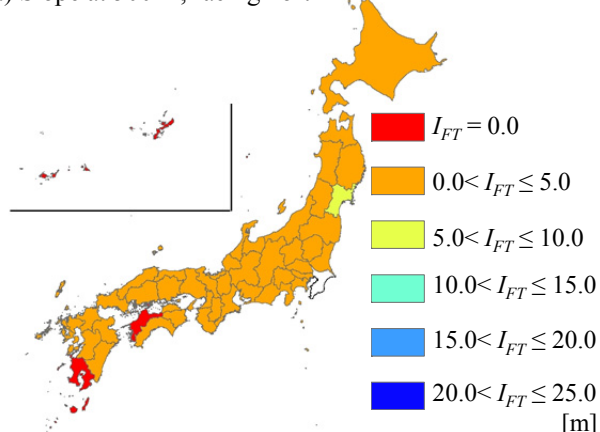 I_FT = 0.0
0.0< I_FT ≤ 5.0
5.0< I_FT ≤ 10.0
10.0< I_FT ≤ 15.0
15.0< I_FT ≤ 20.0
20.0< I_FT ≤ 25.0
[m]